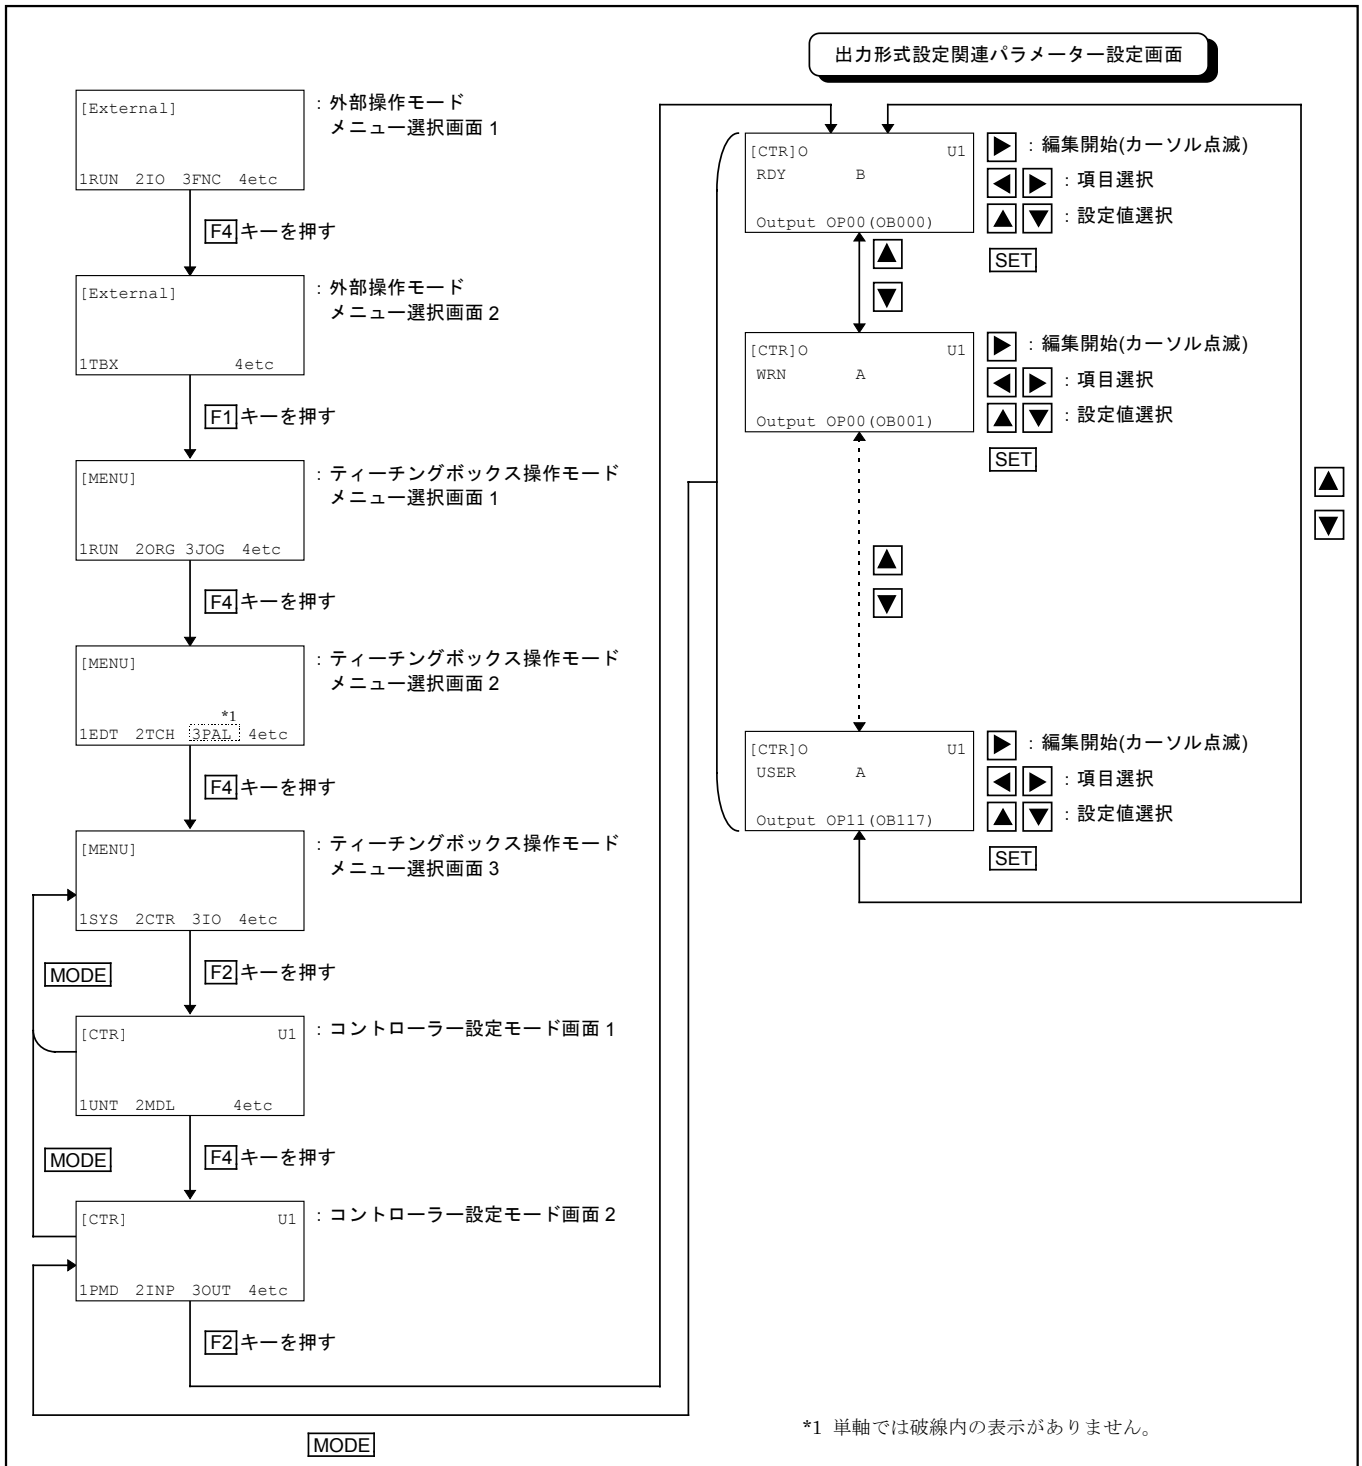 出力形式設定関連パラメーター設定画面
[External]
1RUN 2IO 3FNC 4etc
：外部操作モード
メニュー選択画面 1
F4 キーを押す
[External]
1TBX 4etc
：外部操作モード
メニュー選択画面 2
F1 キーを押す
[MENU]
1RUN 2ORG 3JOG 4etc
：ティーチングボックス操作モード
メニュー選択画面 1
F4 キーを押す
[MENU]
*1
1EDT 2TCH 3PAL 4etc
：ティーチングボックス操作モード
メニュー選択画面 2
F4 キーを押す
[MENU]
1SYS 2CTR 3IO 4etc
：ティーチングボックス操作モード
メニュー選択画面 3
MODE
F2 キーを押す
[CTR] U1
1UNT 2MDL 4etc
：コントローラー設定モード画面 1
MODE
F4 キーを押す
[CTR] U1
1PMD 2INP 3OUT 4etc
：コントローラー設定モード画面 2
F2 キーを押す
MODE
[CTR]O U1
RDY B
Output OP00(OB000)
▶ ：編集開始(カーソル点滅)
◀ ▶ ：項目選択
▲ ▼ ：設定値選択
SET
▲
▼
[CTR]O U1
WRN A
Output OP00(OB001)
▶ ：編集開始(カーソル点滅)
◀ ▶ ：項目選択
▲ ▼ ：設定値選択
SET
▲
▼
▲
▼
[CTR]O U1
USER A
Output OP11(OB117)
▶ ：編集開始(カーソル点滅)
◀ ▶ ：項目選択
▲ ▼ ：設定値選択
SET
*1 単軸では破線内の表示がありません。